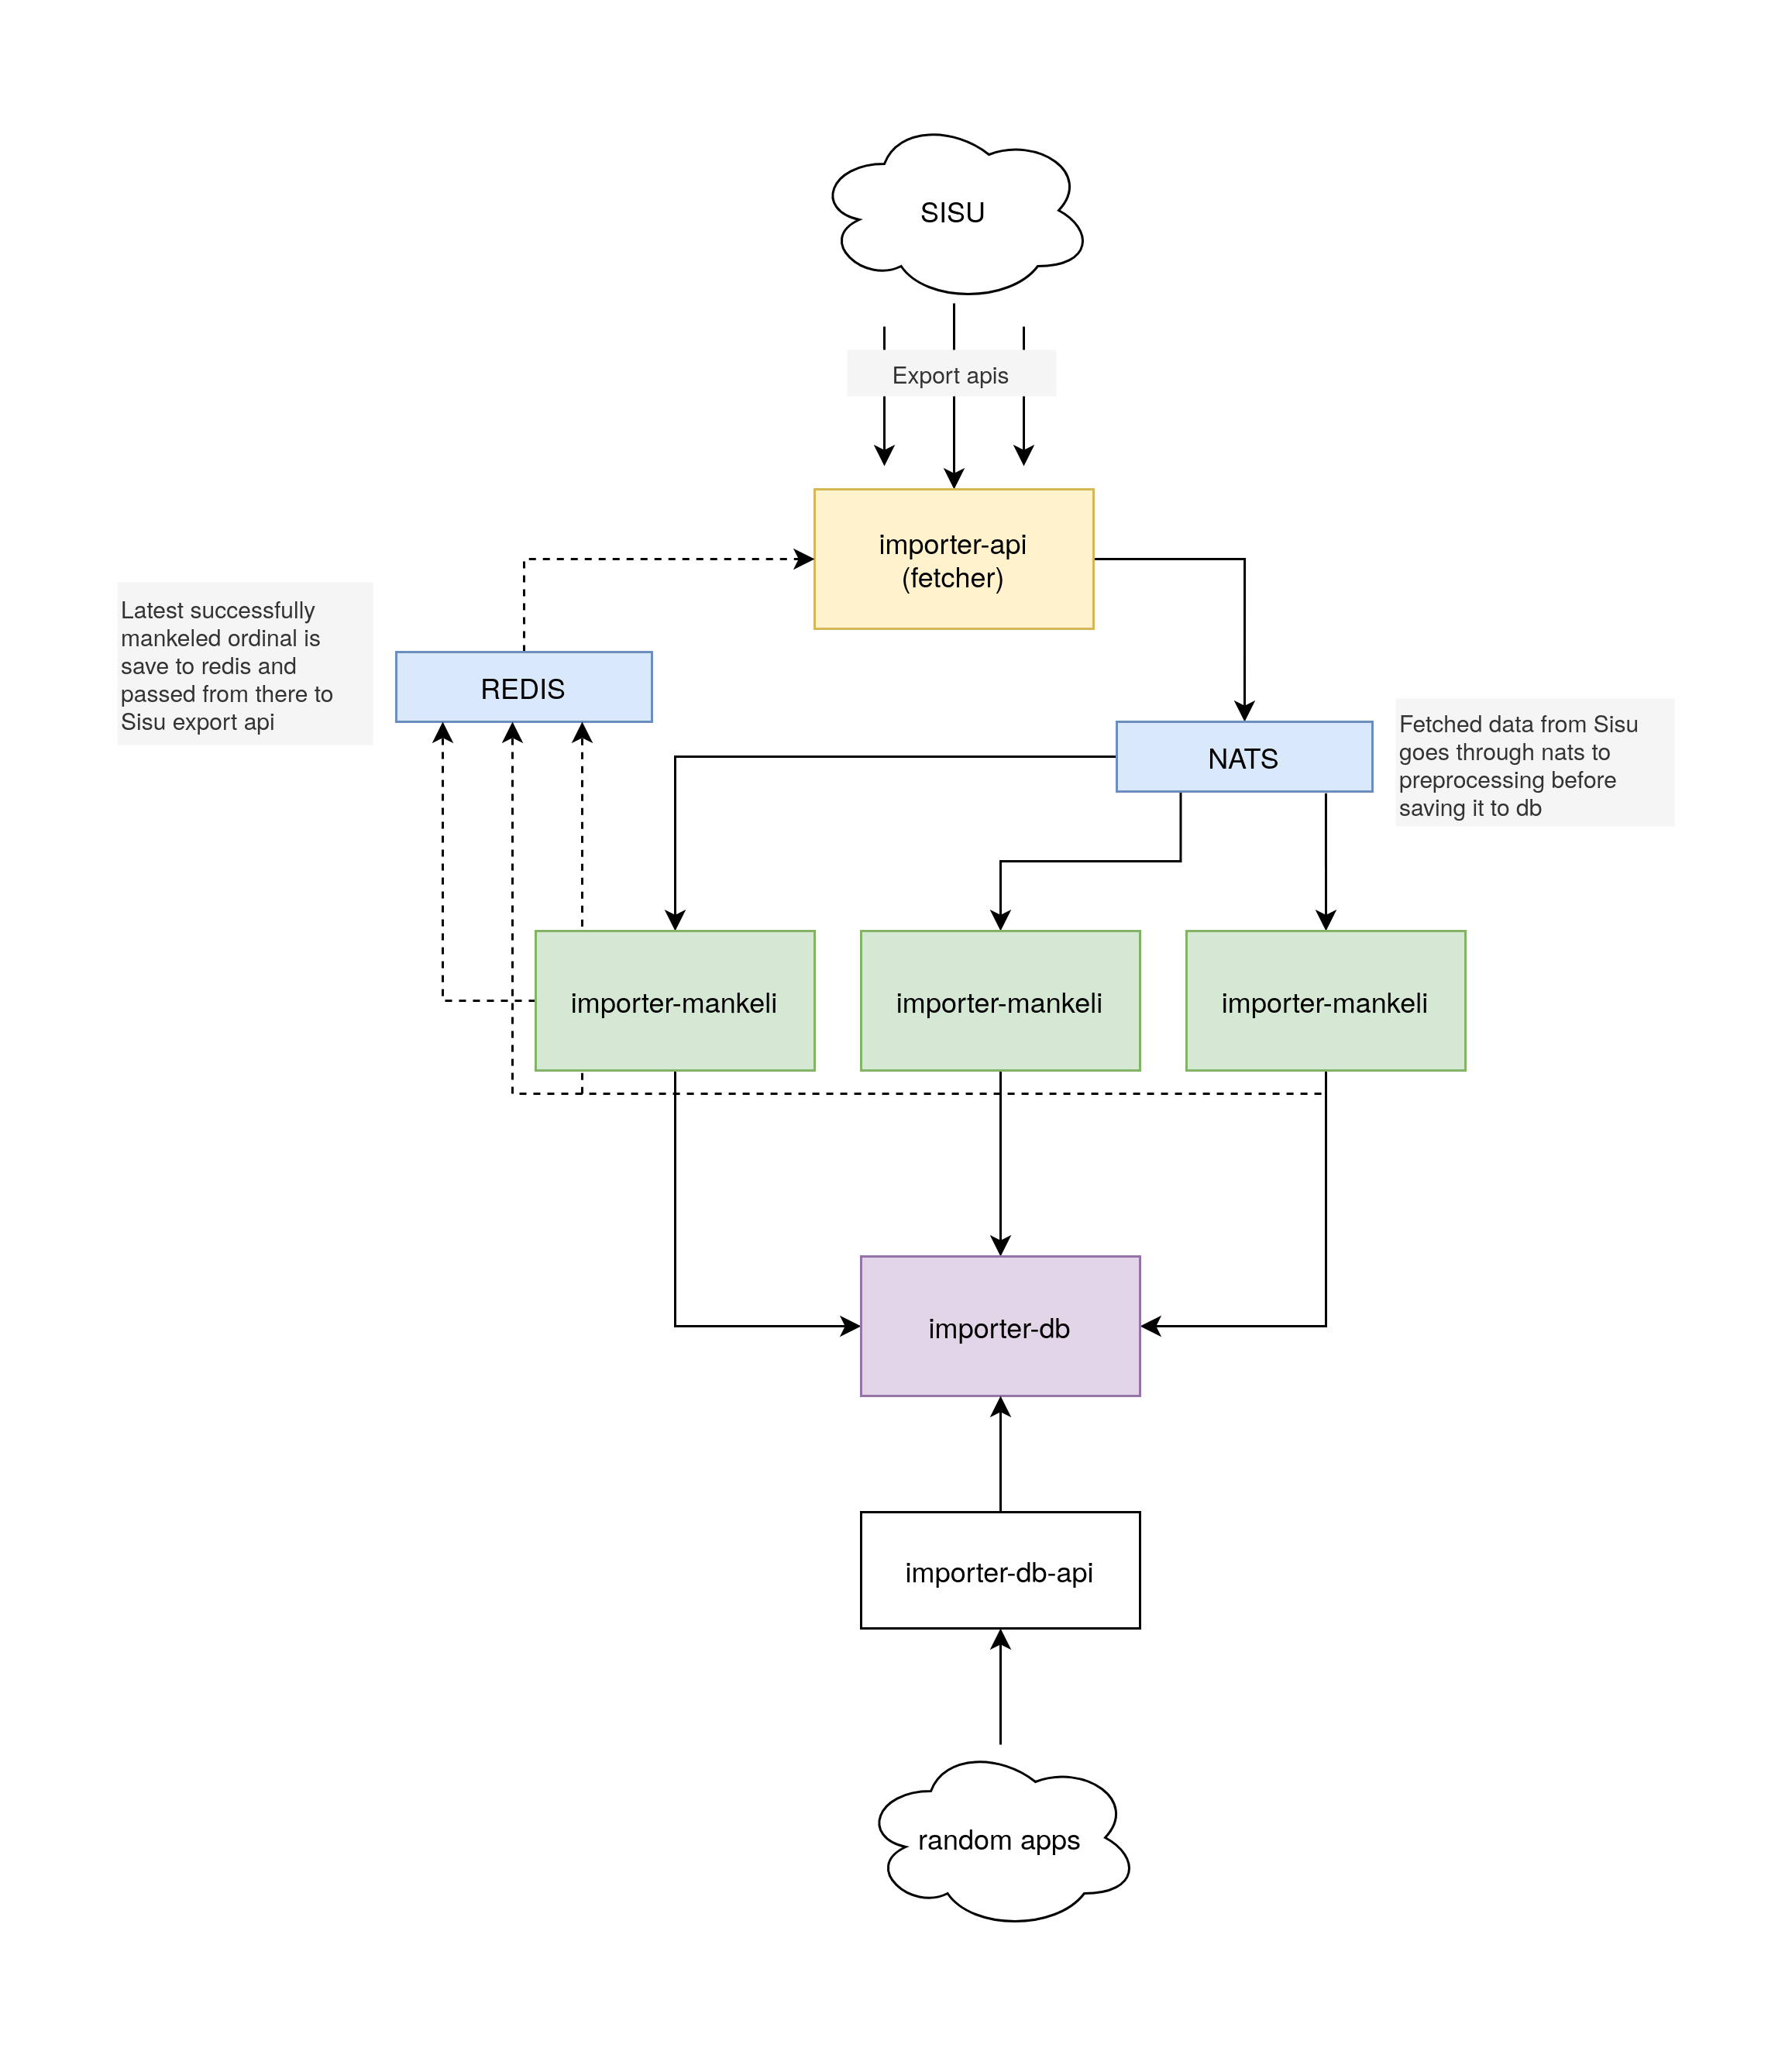 SISU
Export apis
importer-api
(fetcher)
Latest successfully
mankeled ordinal is
save to redis and
passed from there to
Sisu export api
REDIS
NATS
Fetched data from Sisu
goes through nats to
preprocessing before
saving it to db
importer-mankeli
importer-mankeli
importer-mankeli
importer-db
importer-db-api
random apps